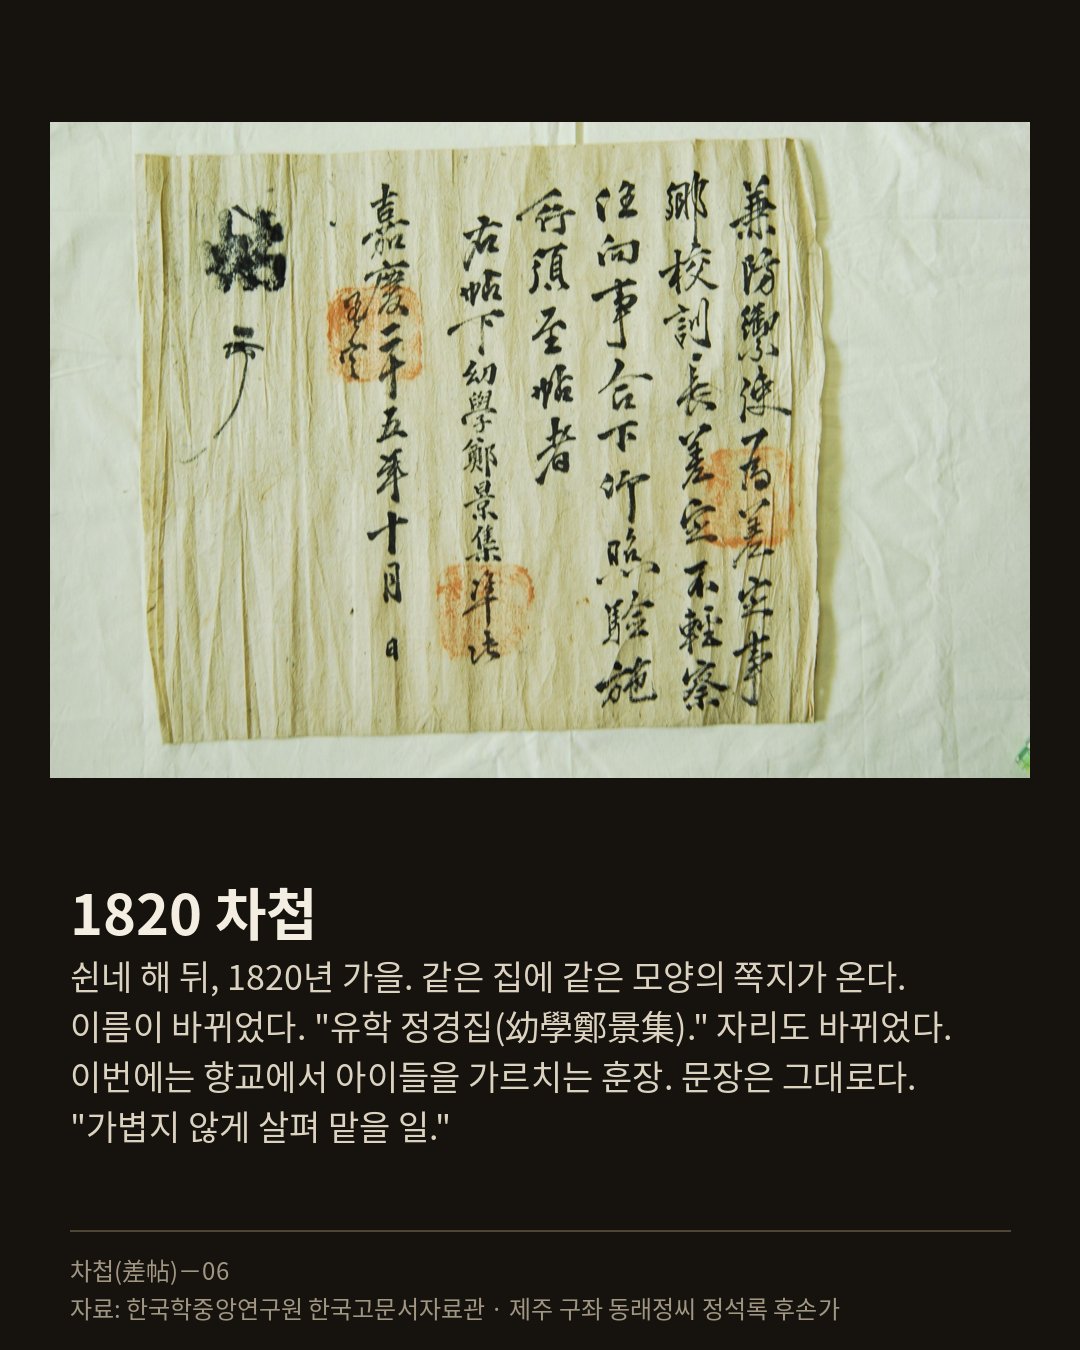 兼防禦使爲差定事
鄕校訓長差定不輕察
任向事合下仰照驗施
行須至帖者
右帖下幼學鄭景集準此
嘉慶二十五年十月 日
差定
1820 차첩
쉰네 해 뒤, 1820년 가을. 같은 집에 같은 모양의 쪽지가 온다.
이름이 바뀌었다. "유학 정경집(幼學鄭景集)." 자리도 바뀌었다.
이번에는 향교에서 아이들을 가르치는 훈장. 문장은 그대로다.
"가볍지 않게 살펴 맡을 일."
차첩(差帖)—06
자료: 한국학중앙연구원 한국고문서자료관 · 제주 구좌 동래정씨 정석록 후손가